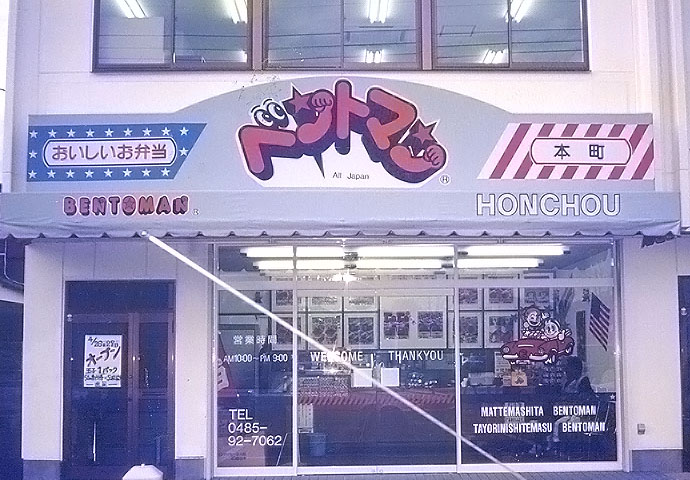 おいしいお弁当
ベントマン
All Japan
本町
BENTOMAN
HONCHOU
オープン
営業時間
AM10:00-PM 9:00
WELCOME THANKYOU
TEL
0485-
92-7062
MATTEMASHITA BENTOMAN
TAYORINISHITEMASU BENTOMAN.